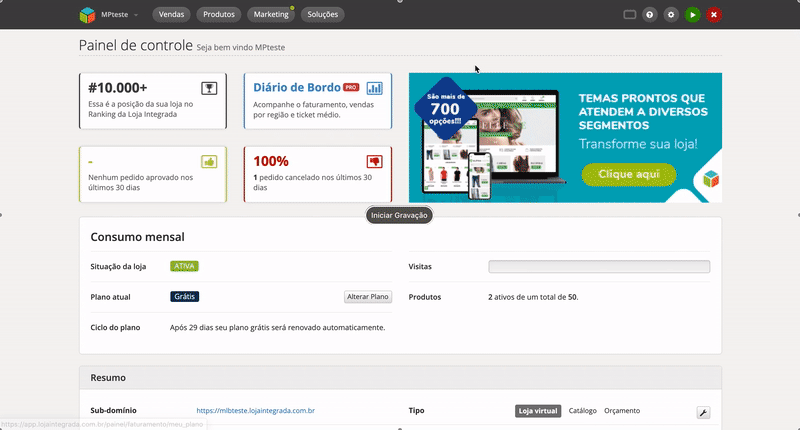 MPteste
Vendas
Produtos
Marketing
Soluções
Painel de controle Seja bem vindo MPteste
#10.000+
Essa é a posição da sua loja no
Ranking da Loja Integrada
Diário de Bordo PRO
Acompanhe o faturamento, vendas
por região e ticket médio.
-
Nenhum pedido aprovado nos
últimos 30 dias
100%
1 pedido cancelado nos últimos 30
dias
São mais de
700
opções!!!
TEMAS PRONTOS QUE
ATENDEM A DIVERSOS
SEGMENTOS
Transforme sua loja!
Clique aqui
Iniciar Gravação
Consumo mensal
Situação da loja ATIVA
Visitas
Plano atual Grátis Alterar Plano
Produtos 2 ativos de um total de 50.
Ciclo do plano Após 29 dias seu plano grátis será renovado automaticamente.
Resumo
Sub-domínio https://mlbteste.lojaintegrada.com.br
Tipo Loja virtual Catálogo Orçamento
https://app.lojaintegrada.com.br/painel/faturamento/meu_plano